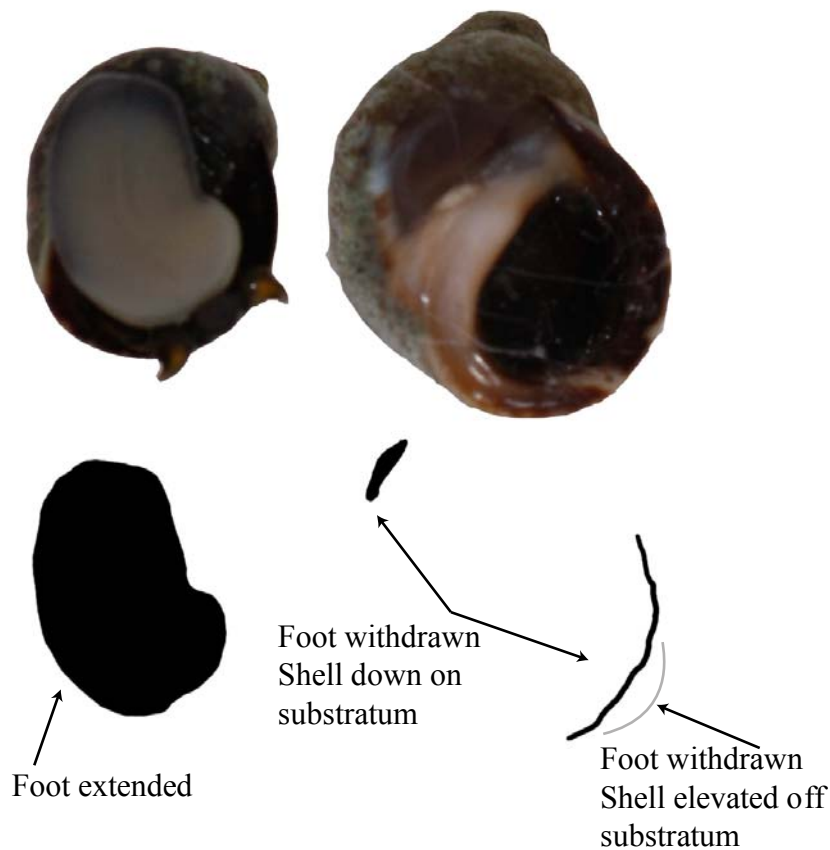 Foot withdrawn
Shell down on
substratum
Foot extended
Foot withdrawn
Shell elevated off
substratum